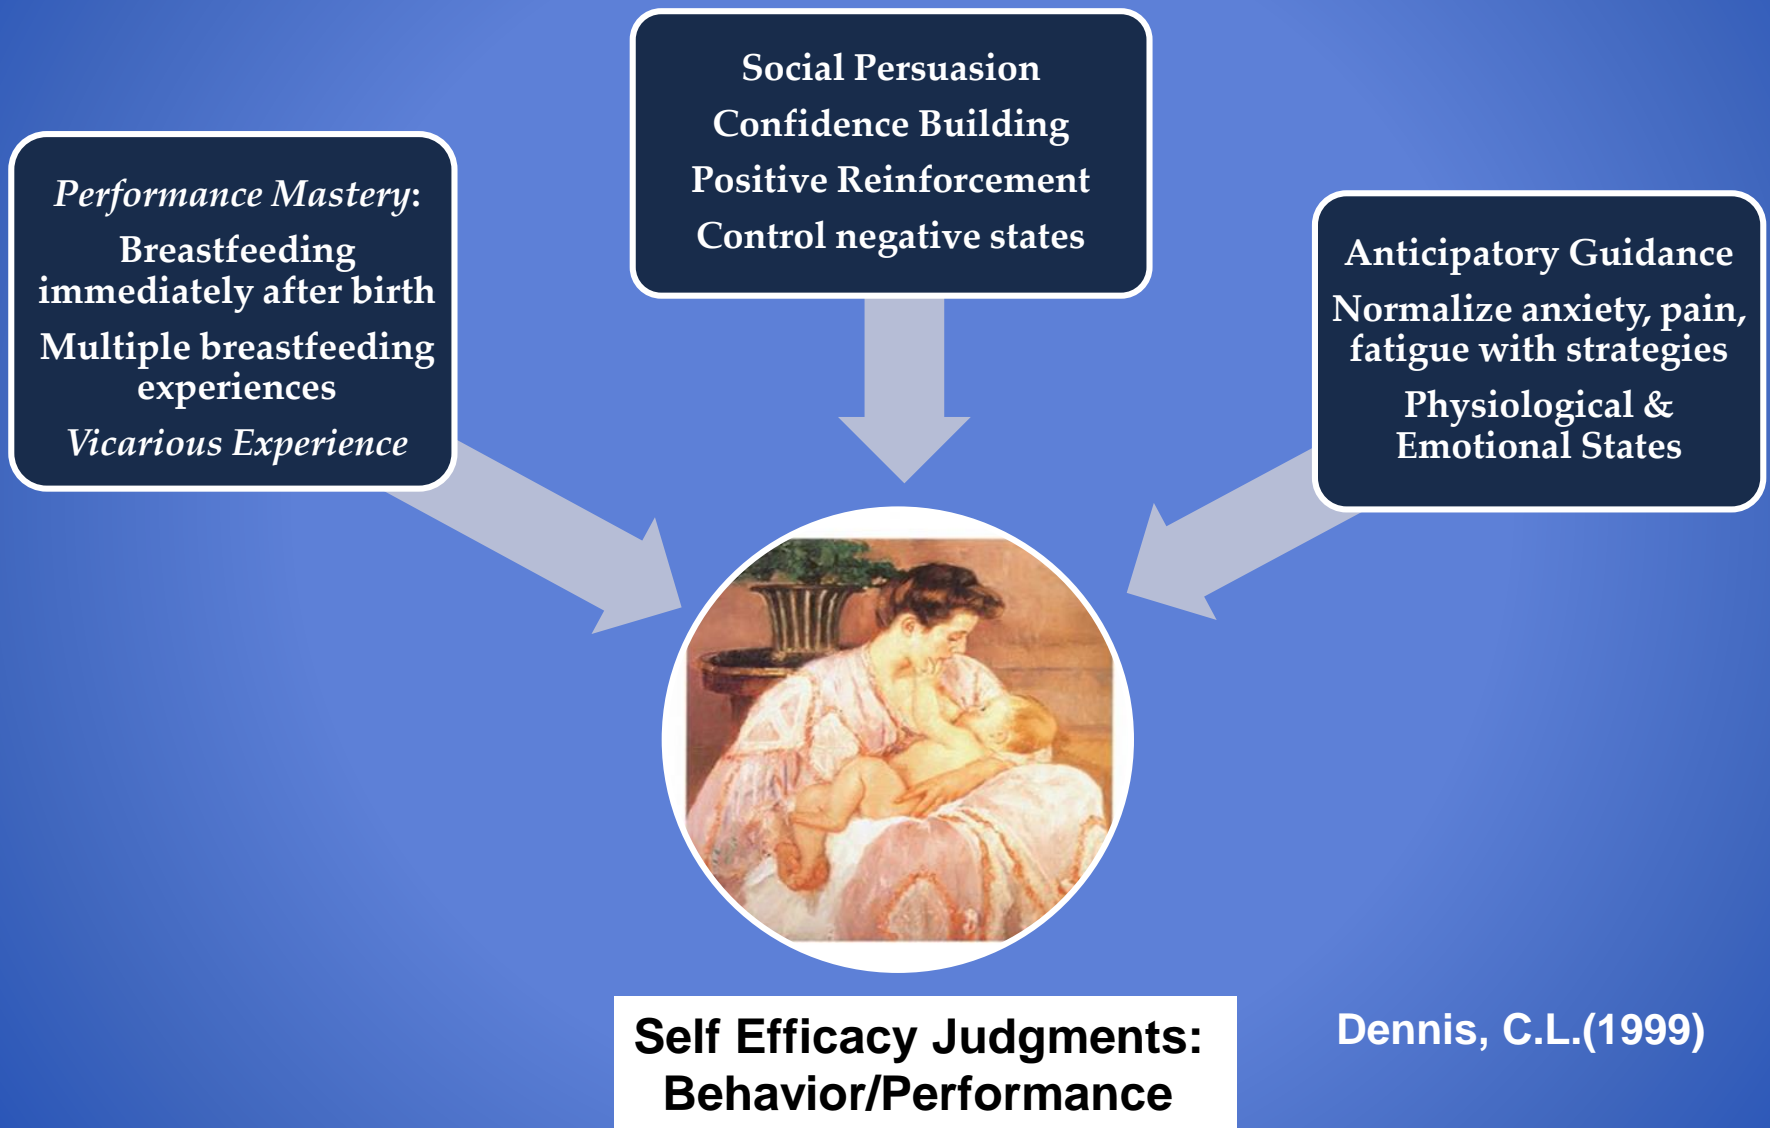 Performance Mastery:
Breastfeeding
immediately after birth
Multiple breastfeeding
experiences
Vicarious Experience
Social Persuasion
Confidence Building
Positive Reinforcement
Control negative states
Anticipatory Guidance
Normalize anxiety, pain,
fatigue with strategies
Physiological &
Emotional States
Self Efficacy Judgments:
Behavior/Performance
Dennis, C.L.(1999)